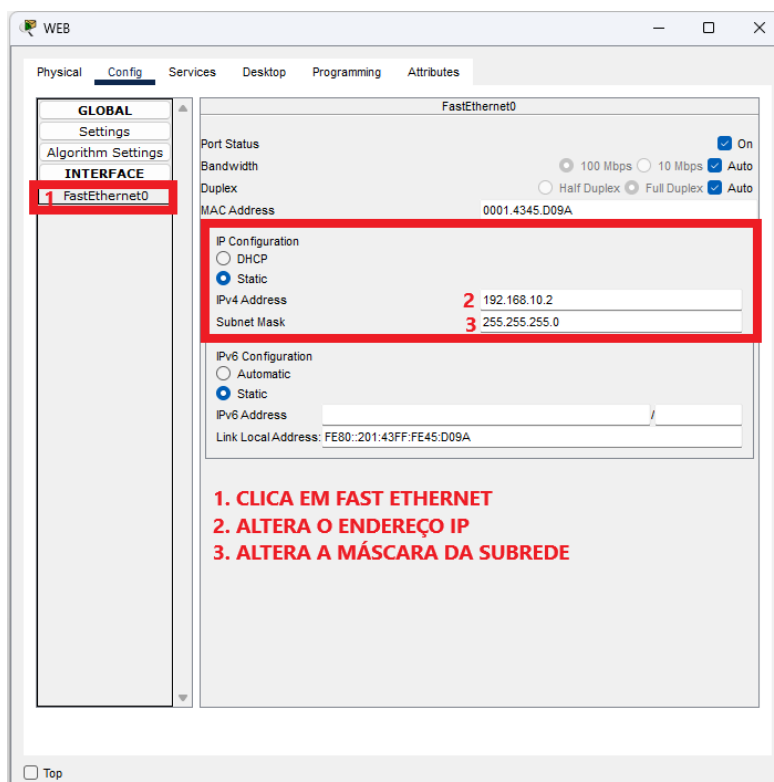 WEB
Physical Config Services Desktop Programming Attributes
GLOBAL
Settings
Algorithm Settings
INTERFACE
1 FastEthernet0
FastEthernet0
Port Status On
Bandwidth 100 Mbps 10 Mbps Auto
Duplex Half Duplex Full Duplex Auto
MAC Address 0001.4345.D09A
IP Configuration
DHCP
Static
IPv4 Address 2 192.168.10.2
Subnet Mask 3 255.255.255.0
IPv6 Configuration
Automatic
Static
IPv6 Address /
Link Local Address: FE80::201:43FF:FE45:D09A
1. CLICA EM FAST ETHERNET
2. ALTERA O ENDEREÇO IP
3. ALTERA A MÁSCARA DA SUBREDE
Top